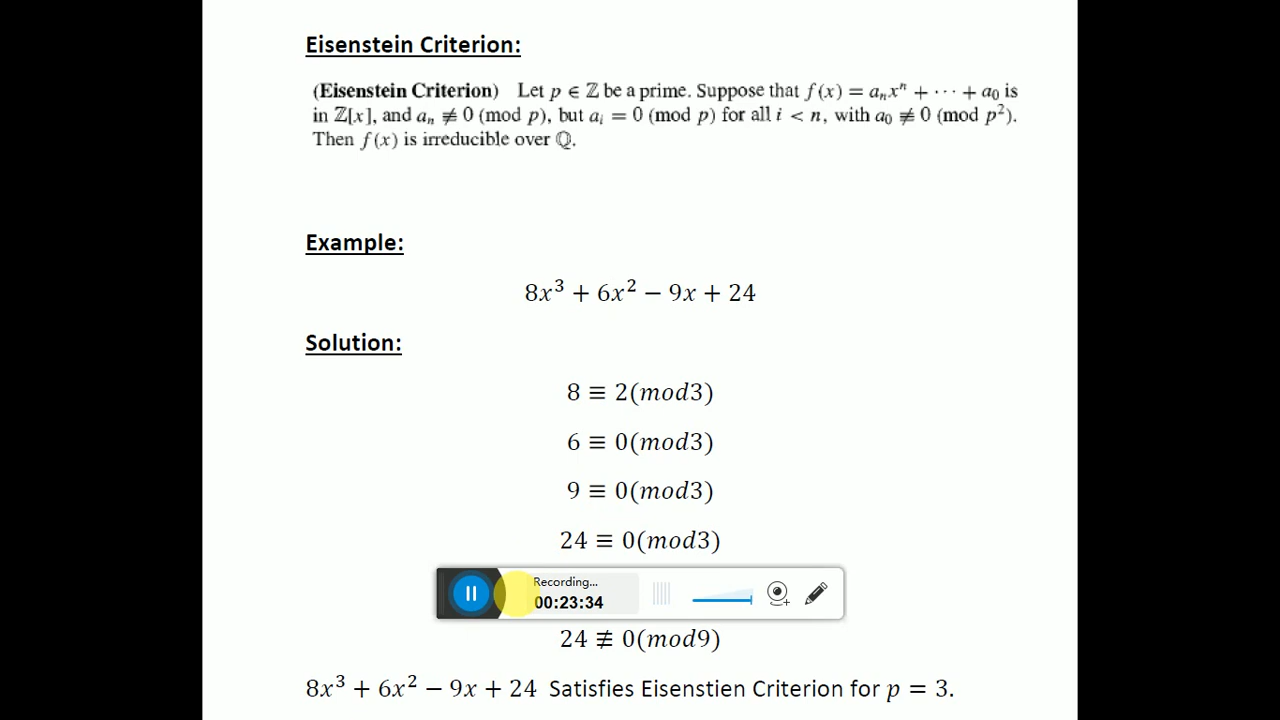 Eisenstein Criterion:
(Eisenstein Criterion) Let p ∈ ℤ be a prime. Suppose that f(x) = aₙxⁿ + ⋯ + a₀ is
in ℤ[x], and aₙ ≢ 0 (mod p), but aᵢ = 0 (mod p) for all i < n, with a₀ ≢ 0 (mod p²).
Then f(x) is irreducible over ℚ.
Example:
8x³ + 6x² − 9x + 24
Solution:
8 ≡ 2(mod3)
6 ≡ 0(mod3)
9 ≡ 0(mod3)
24 ≡ 0(mod3)
Recording...
00:23:34
24 ≢ 0(mod9)
8x³ + 6x² − 9x + 24 Satisfies Eisenstien Criterion for p = 3.